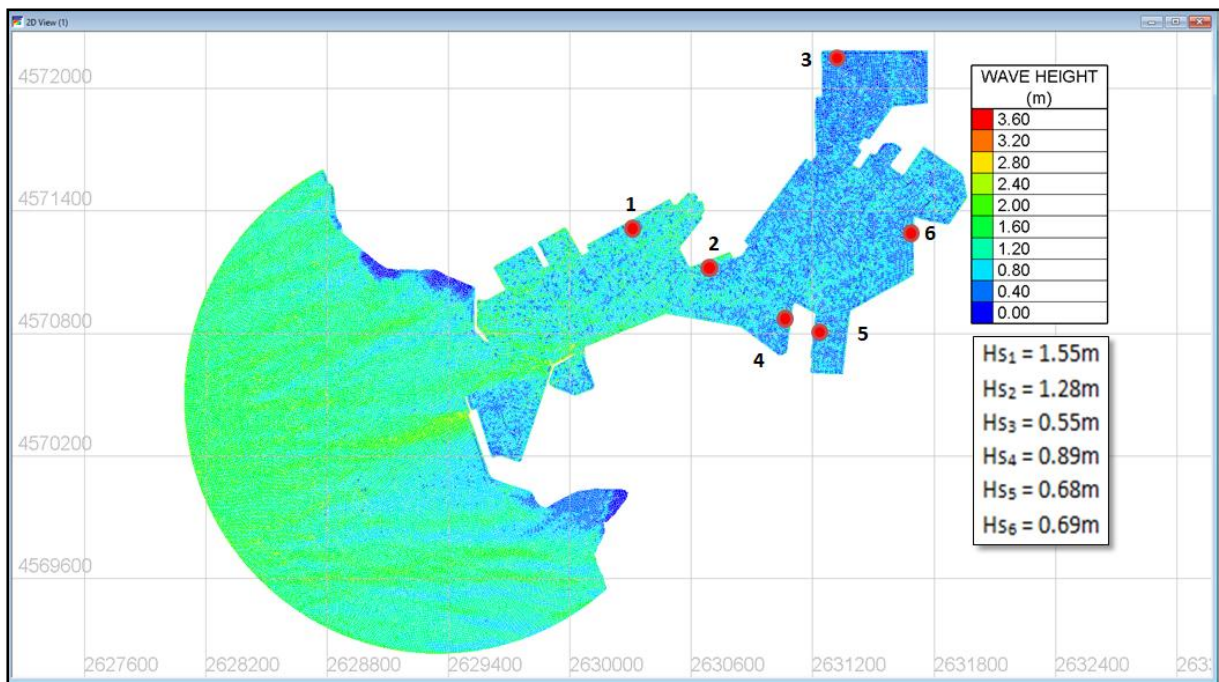 2D View (1)
3
4572000
WAVE HEIGHT
(m)
3.60
3.20
2.80
2.40
2.00
1.60
1.20
0.80
0.40
0.00
4571400
1
2
6
4570800
4
5
Hs1 = 1.55m
Hs2 = 1.28m
Hs3 = 0.55m
Hs4 = 0.89m
Hs5 = 0.68m
Hs6 = 0.69m
4570200
4569600
2627600 2628200 2628800 2629400 2630000 2630600 2631200 2631800 2632400 2633